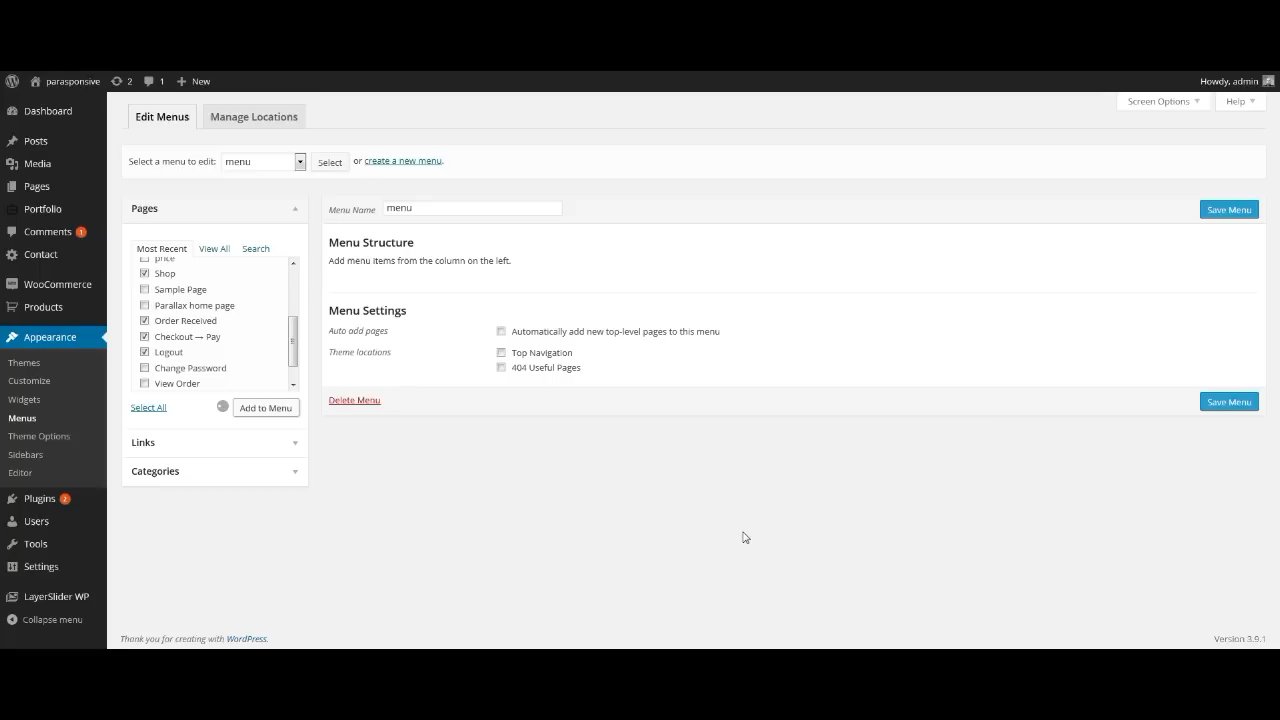 parasponsive 2 1 New Howdy, admin
Screen Options Help
Dashboard
Posts
Media
Pages
Portfolio
Comments 1
Contact
WooCommerce
Products
Appearance
Themes
Customize
Widgets
Menus
Theme Options
Sidebars
Editor
Plugins 2
Users
Tools
Settings
LayerSlider WP
Collapse menu
Edit Menus Manage Locations
Select a menu to edit: menu Select or create a new menu.
Pages
Most Recent View All Search
price
Shop
Sample Page
Parallax home page
Order Received
Checkout → Pay
Logout
Change Password
View Order
Select All Add to Menu
Links
Categories
Menu Name menu Save Menu
Menu Structure
Add menu items from the column on the left.
Menu Settings
Auto add pages Automatically add new top-level pages to this menu
Theme locations Top Navigation
404 Useful Pages
Delete Menu Save Menu
Thank you for creating with WordPress. Version 3.9.1